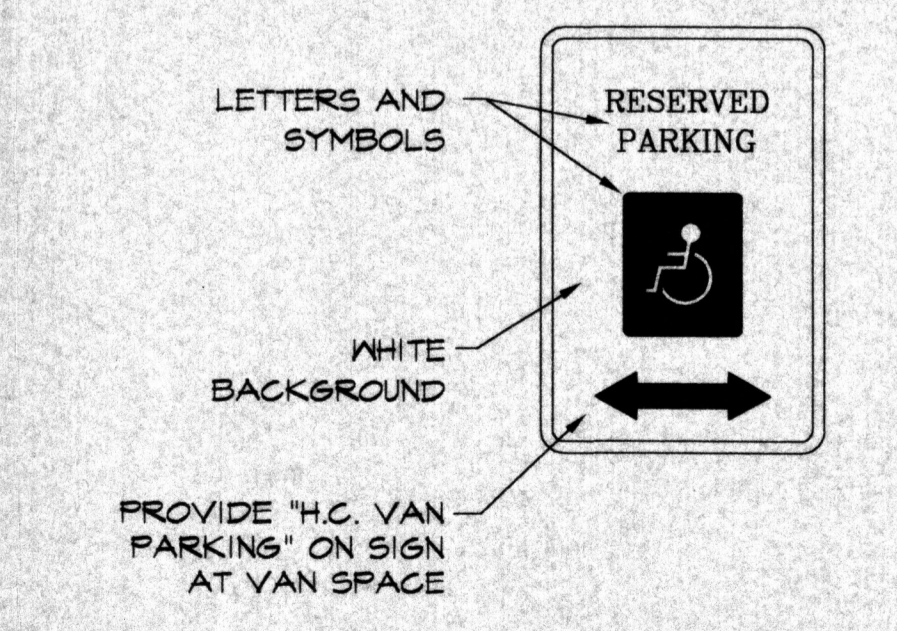 LETTERS AND
SYMBOLS
RESERVED
PARKING
WHITE
BACKGROUND
PROVIDE "H.C. VAN
PARKING" ON SIGN
AT VAN SPACE